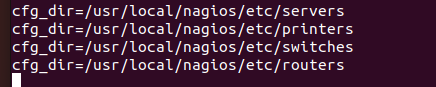 cfg_dir=/usr/local/nagios/etc/servers
cfg_dir=/usr/local/nagios/etc/printers
cfg_dir=/usr/local/nagios/etc/switches
cfg_dir=/usr/local/nagios/etc/routers